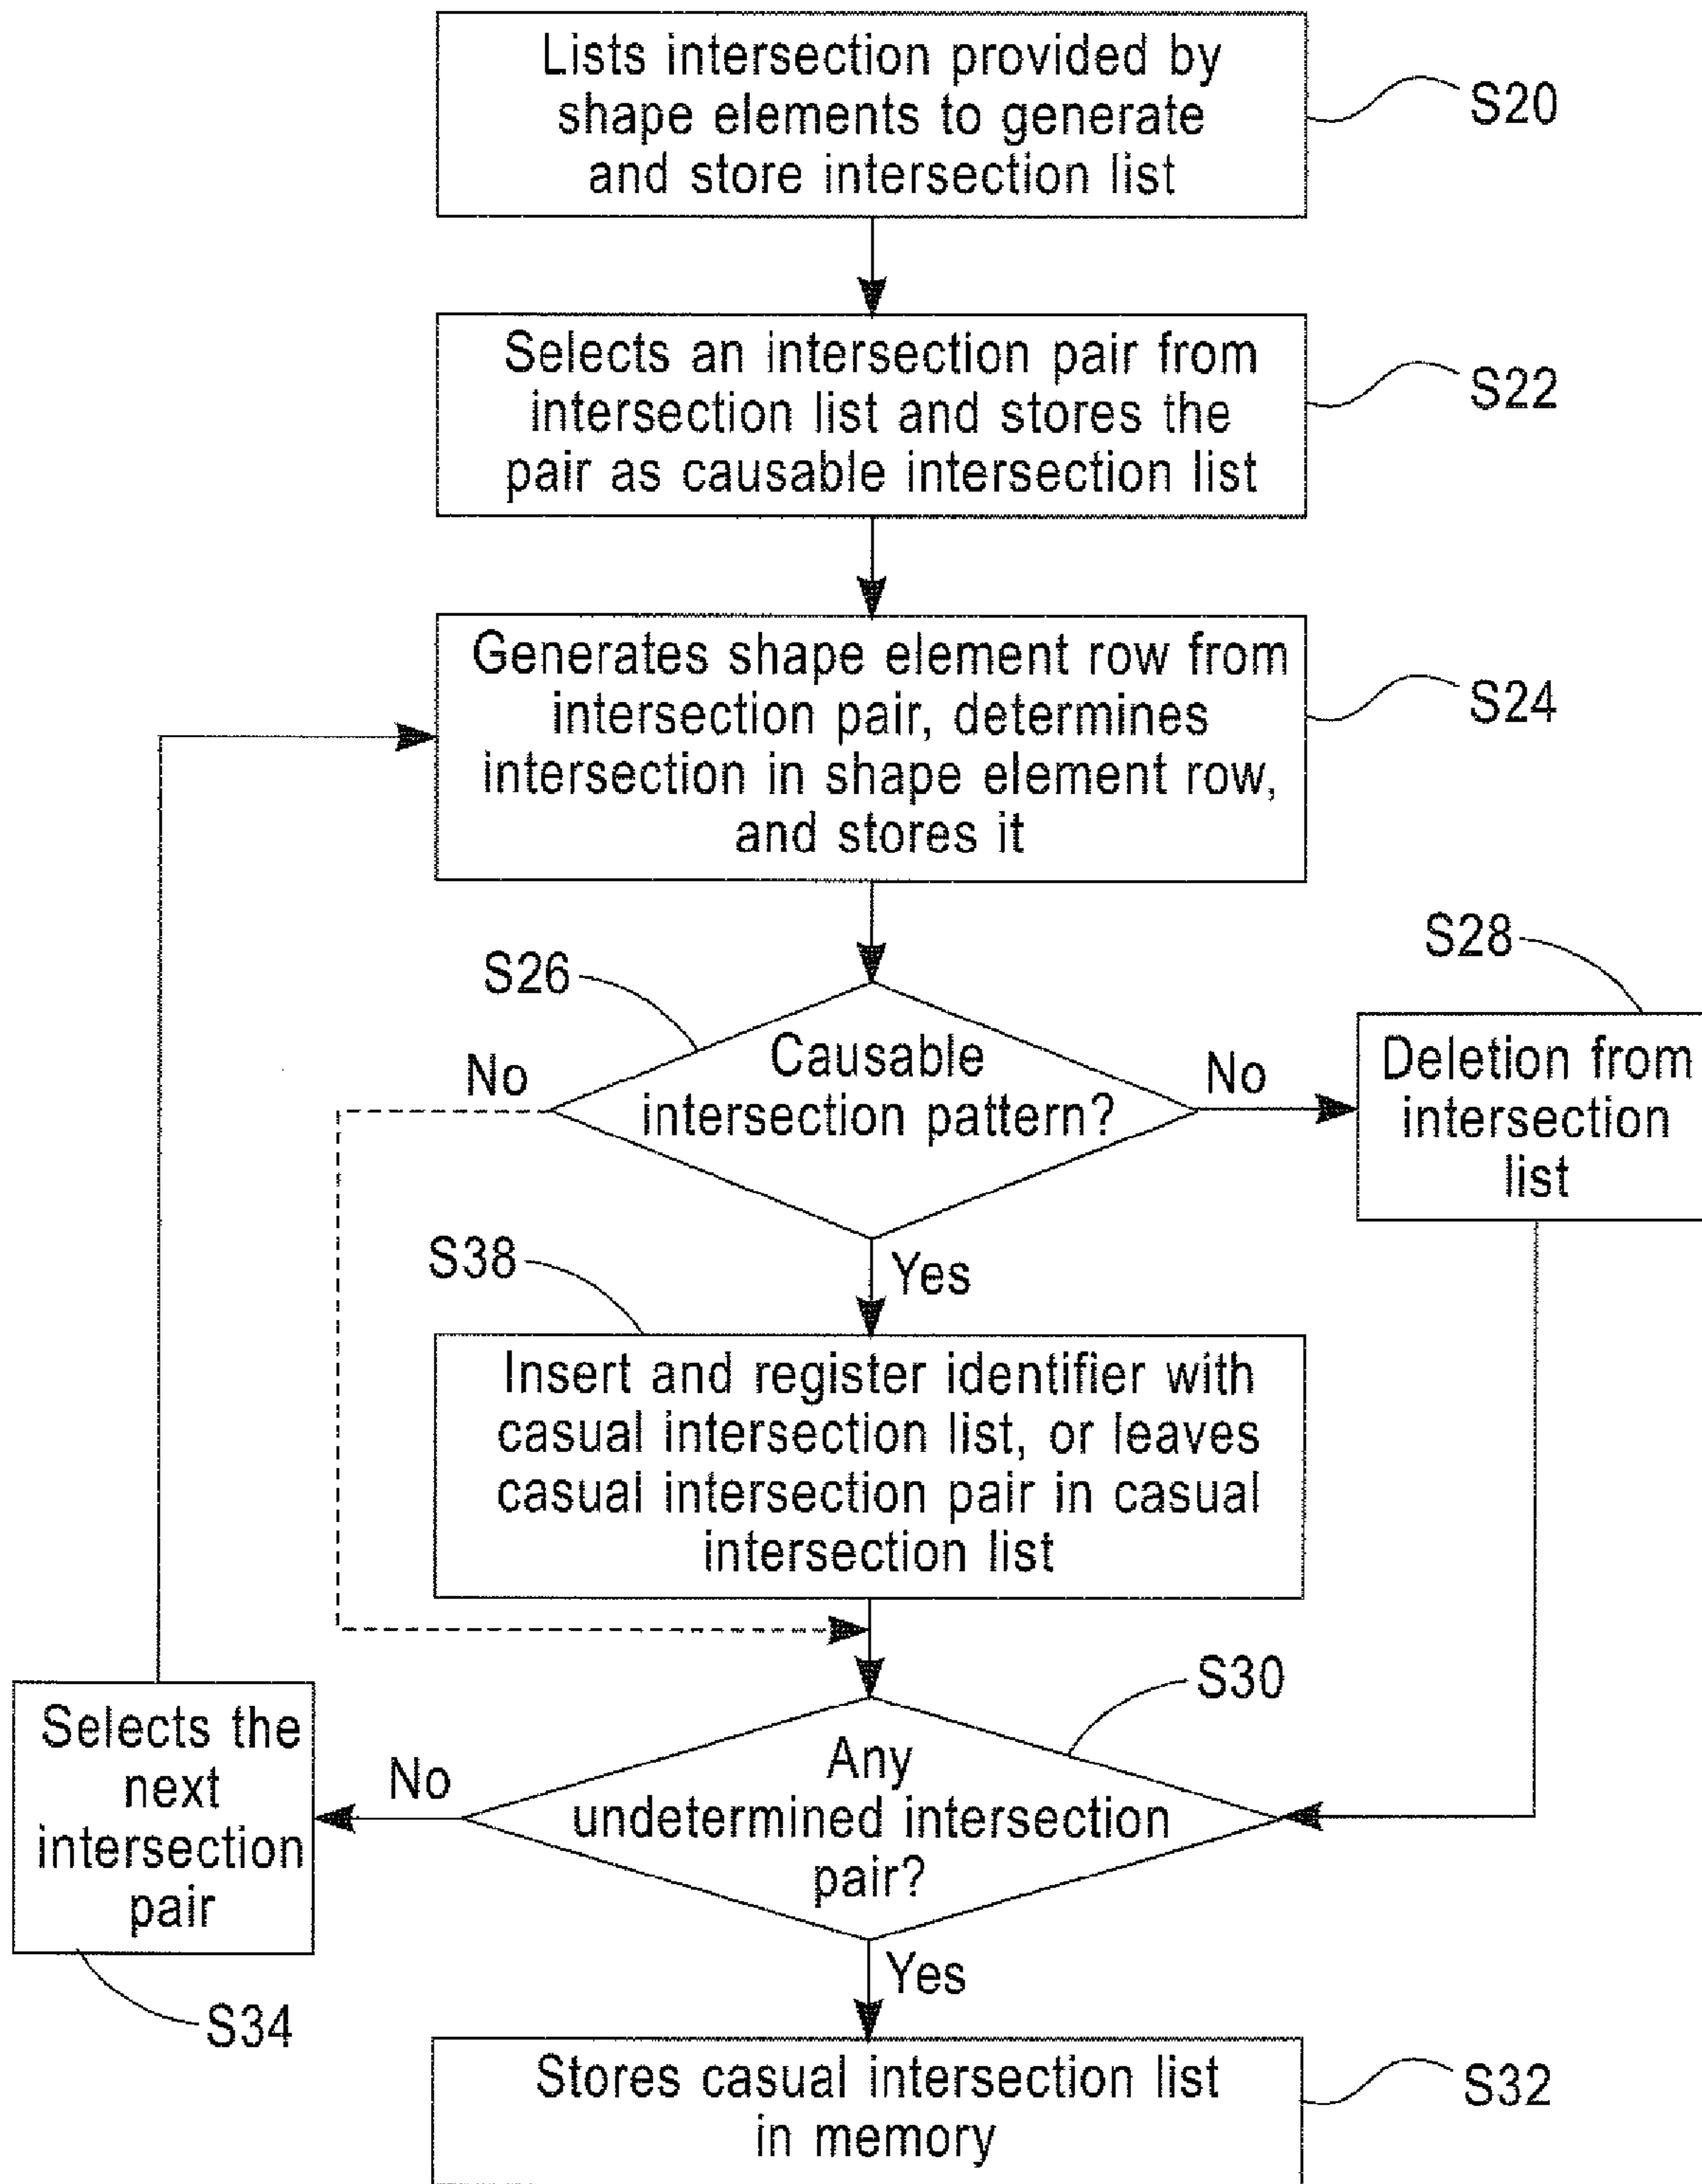 Lists intersection provided by
shape elements to generate
and store intersection list
S20
Selects an intersection pair from
intersection list and stores the
pair as causable intersection list
S22
Generates shape element row from
intersection pair, determines
intersection in shape element row,
and stores it
S24
S26
Causable
intersection pattern?
No
No
S28
Deletion from
intersection
list
Yes
S38
Insert and register identifier with
casual intersection list, or leaves
casual intersection pair in casual
intersection list
S30
Any
undetermined intersection
pair?
No
Selects the
next
intersection
pair
S34
Yes
Stores casual intersection list
in memory
S32